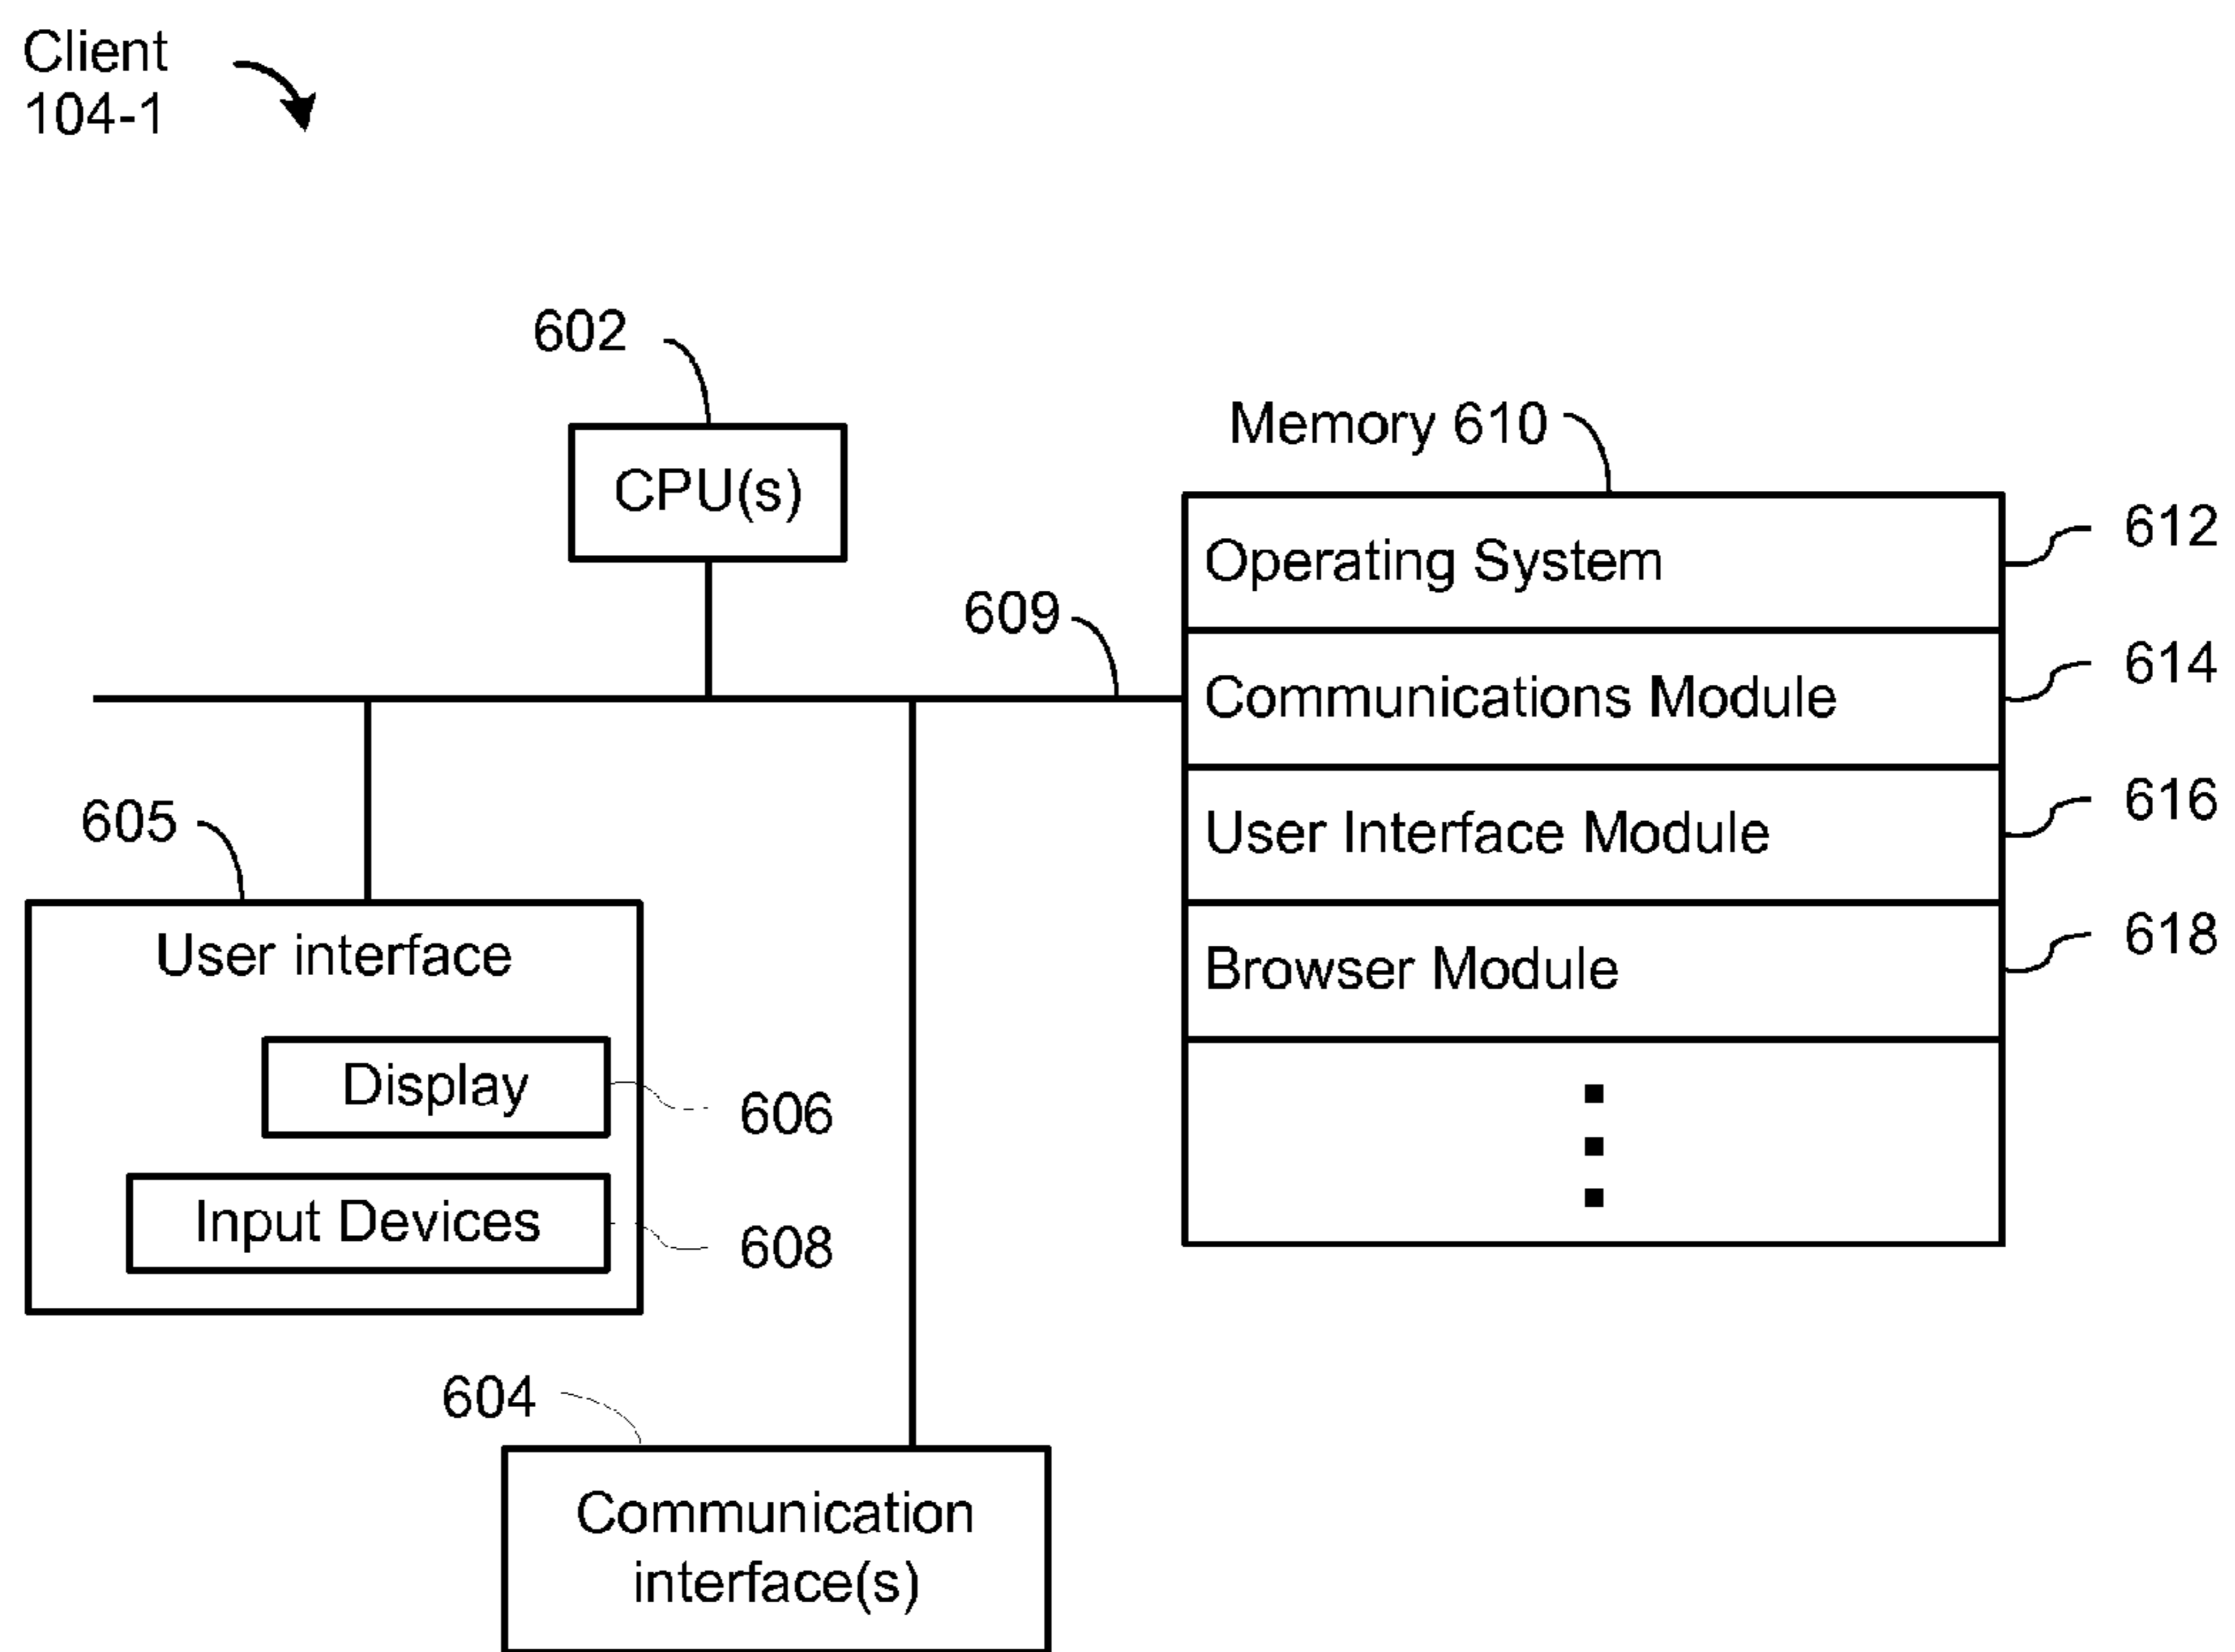 Client
104-1
602
CPU(s)
Memory 610
Operating System
612
609
Communications Module
614
User Interface Module
616
605
User interface
Browser Module
618
Display
606
Input Devices
608
604
Communication
interface(s)